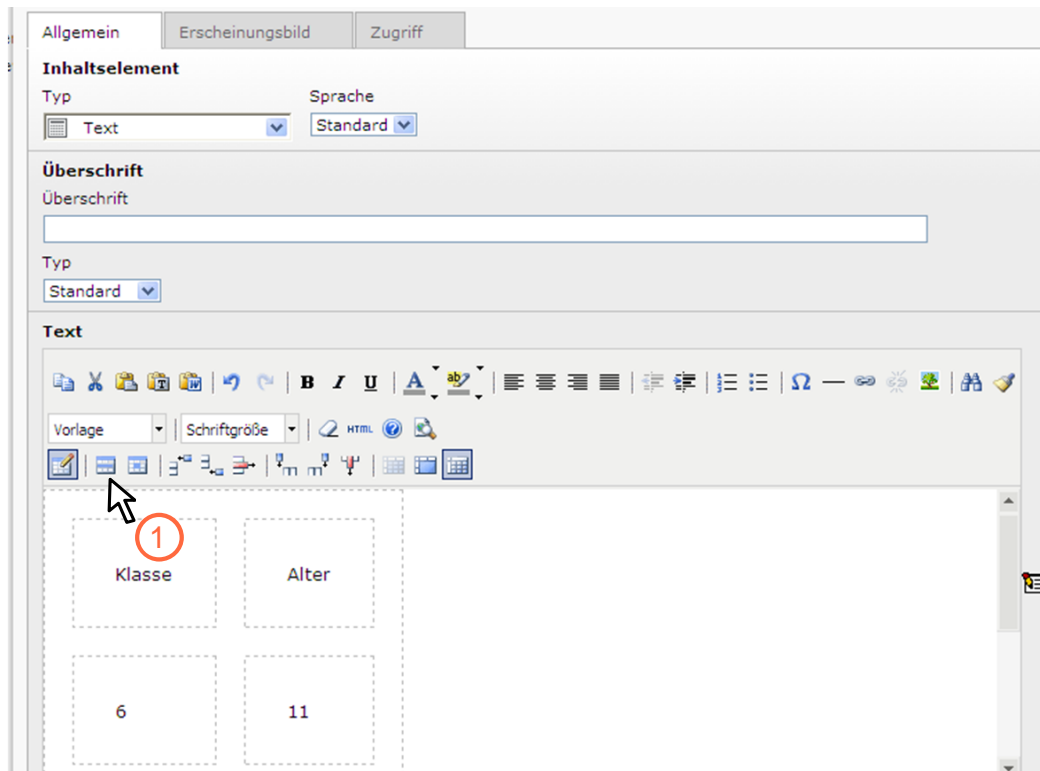 Allgemein Erscheinungsbild Zugriff
Inhaltselement
Typ Sprache
Text Standard
Überschrift
Überschrift
Typ
Standard
Text
T W B I U A ab Ω
Vorlage Schriftgröße HTML ?
1
Klasse Alter
6 11